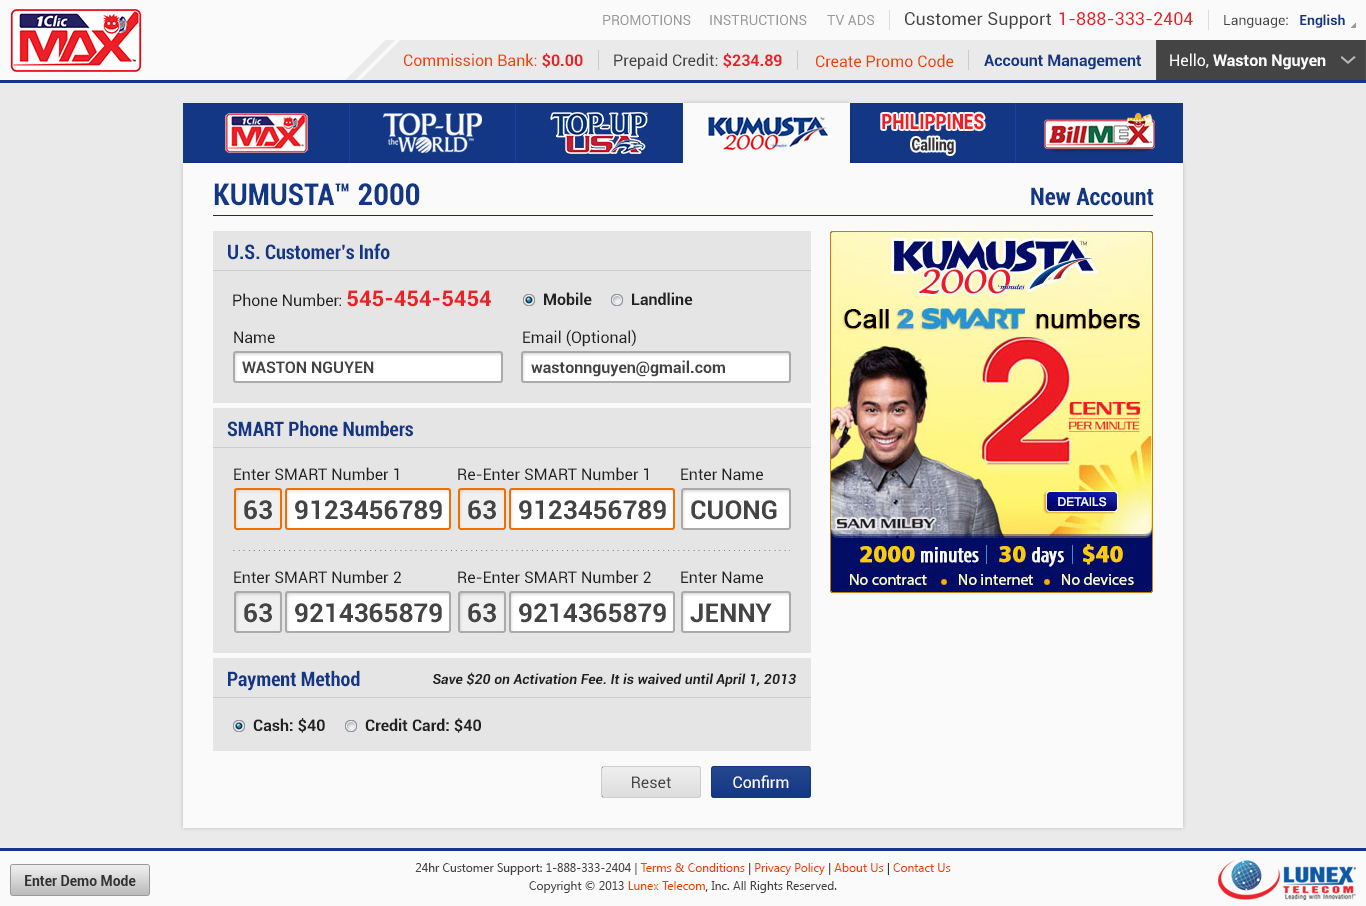 1Clic
MAX
PROMOTIONS INSTRUCTIONS TV ADS Customer Support 1-888-333-2404 Language: English
Commission Bank: $0.00 Prepaid Credit: $234.89 Create Promo Code Account Management Hello, Waston Nguyen
1Clic MAX TOP-UP the WORLD™ TOP-UP USA KUMUSTA 2000 PHILIPPINES Calling BillMEX
KUMUSTA™ 2000 New Account
U.S. Customer's Info
Phone Number: 545-454-5454 Mobile Landline
Name Email (Optional)
WASTON NGUYEN wastonnguyen@gmail.com
SMART Phone Numbers
Enter SMART Number 1 Re-Enter SMART Number 1 Enter Name
63 9123456789 63 9123456789 CUONG
Enter SMART Number 2 Re-Enter SMART Number 2 Enter Name
63 9214365879 63 9214365879 JENNY
Payment Method Save $20 on Activation Fee. It is waived until April 1, 2013
Cash: $40 Credit Card: $40
Reset Confirm
KUMUSTA™
2000 minutes
Call 2 SMART numbers
2 CENTS
PER MINUTE
DETAILS
SAM MILBY
2000 minutes 30 days $40
No contract • No internet • No devices
Enter Demo Mode
24hr Customer Support: 1-888-333-2404 | Terms & Conditions | Privacy Policy | About Us | Contact Us
Copyright © 2013 Lunex Telecom, Inc. All Rights Reserved.
LUNEX
TELECOM
Leading with Innovation!